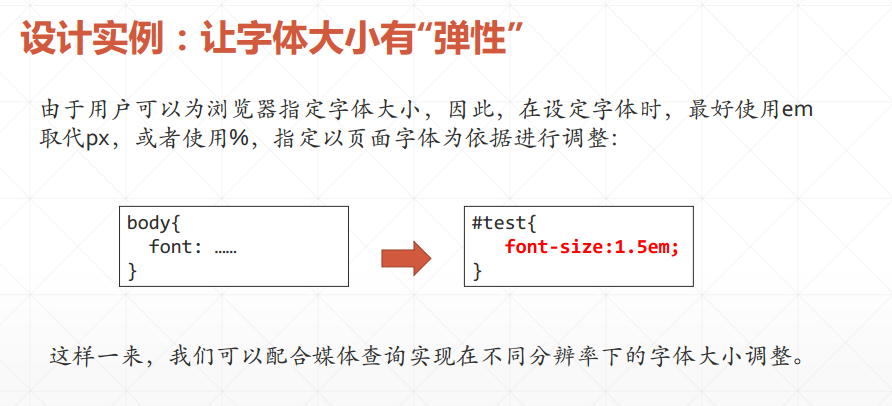 设计实例：让字体大小有“弹性”
由于用户可以为浏览器指定字体大小，因此，在设定字体时，最好使用em
取代px，或者使用%，指定以页面字体为依据进行调整：
body{
font: ……
}
#test{
font-size:1.5em;
}
这样一来，我们可以配合媒体查询实现在不同分辨率下的字体大小调整。